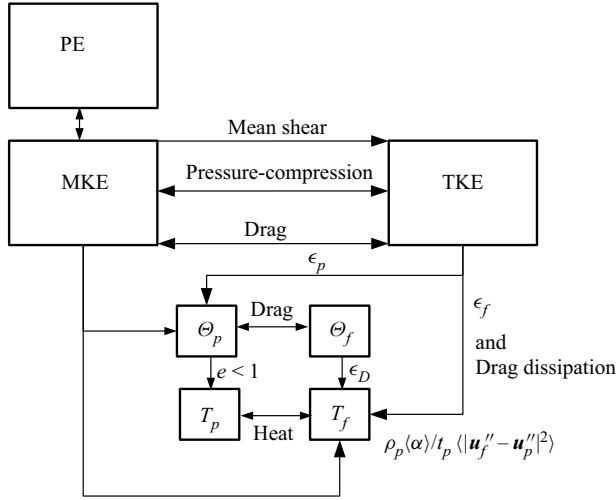 PE
Mean shear
MKE
Pressure-compression
TKE
Drag
ϵ_p
Drag
Θ_p
Θ_f
ϵ_f
and
Drag dissipation
e < 1
ϵ_D
T_p
T_f
Heat
ρ_p⟨α⟩/t_p ⟨|u_f″ − u_p″|²⟩